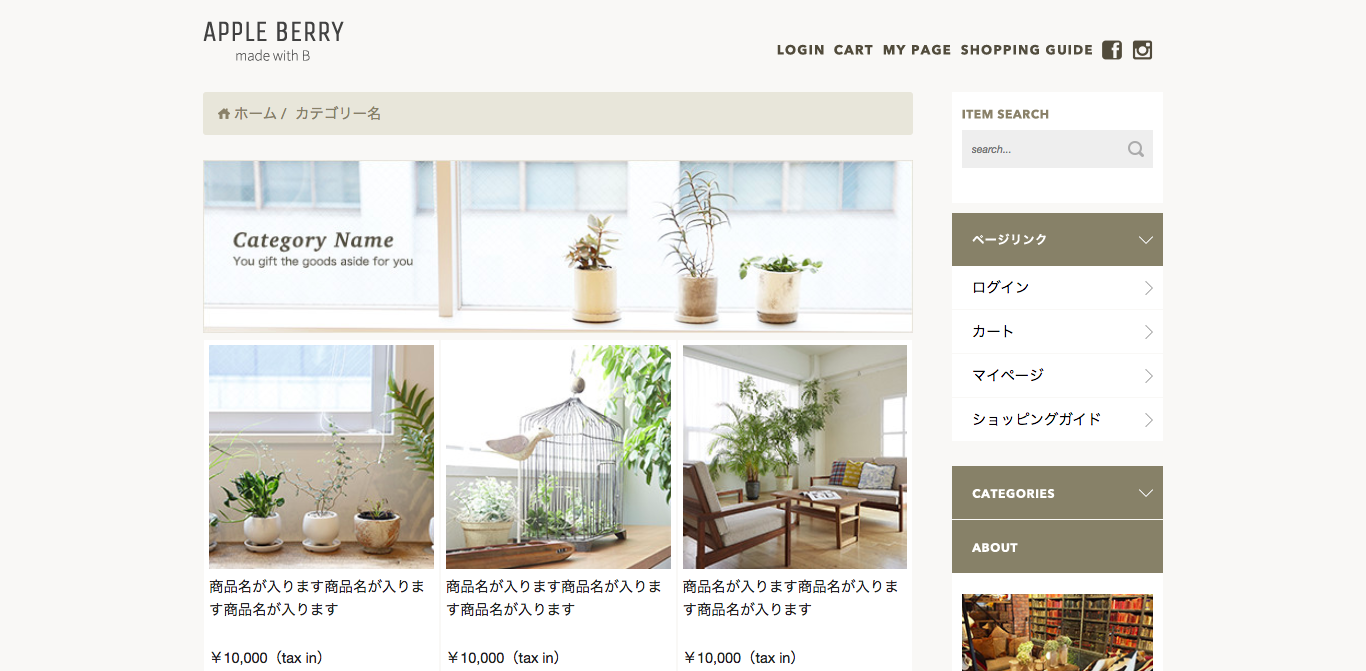 APPLE BERRY
made with B
LOGIN CART MY PAGE SHOPPING GUIDE
ホーム / カテゴリー名
Category Name
You gift the goods aside for you
商品名が入ります商品名が入りま
す商品名が入ります
￥10,000（tax in）
商品名が入ります商品名が入りま
す商品名が入ります
￥10,000（tax in）
商品名が入ります商品名が入りま
す商品名が入ります
￥10,000（tax in）
ITEM SEARCH
search...
ページリンク
ログイン
カート
マイページ
ショッピングガイド
CATEGORIES
ABOUT